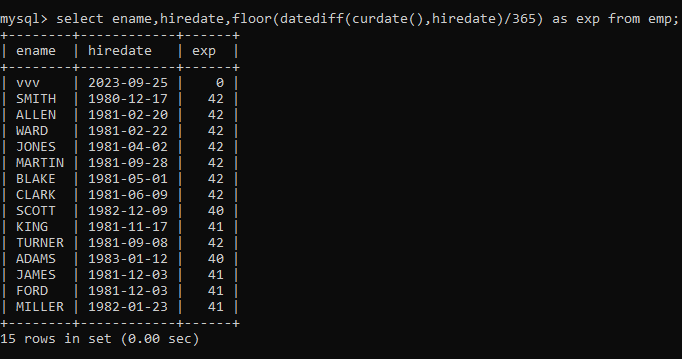 mysql> select ename,hiredate,floor(datediff(curdate(),hiredate)/365) as exp from emp;
+--------+------------+------+
| ename  | hiredate   | exp  |
+--------+------------+------+
| vvv    | 2023-09-25 |    0 |
| SMITH  | 1980-12-17 |   42 |
| ALLEN  | 1981-02-20 |   42 |
| WARD   | 1981-02-22 |   42 |
| JONES  | 1981-04-02 |   42 |
| MARTIN | 1981-09-28 |   42 |
| BLAKE  | 1981-05-01 |   42 |
| CLARK  | 1981-06-09 |   42 |
| SCOTT  | 1982-12-09 |   40 |
| KING   | 1981-11-17 |   41 |
| TURNER | 1981-09-08 |   42 |
| ADAMS  | 1983-01-12 |   40 |
| JAMES  | 1981-12-03 |   41 |
| FORD   | 1981-12-03 |   41 |
| MILLER | 1982-01-23 |   41 |
+--------+------------+------+
15 rows in set (0.00 sec)